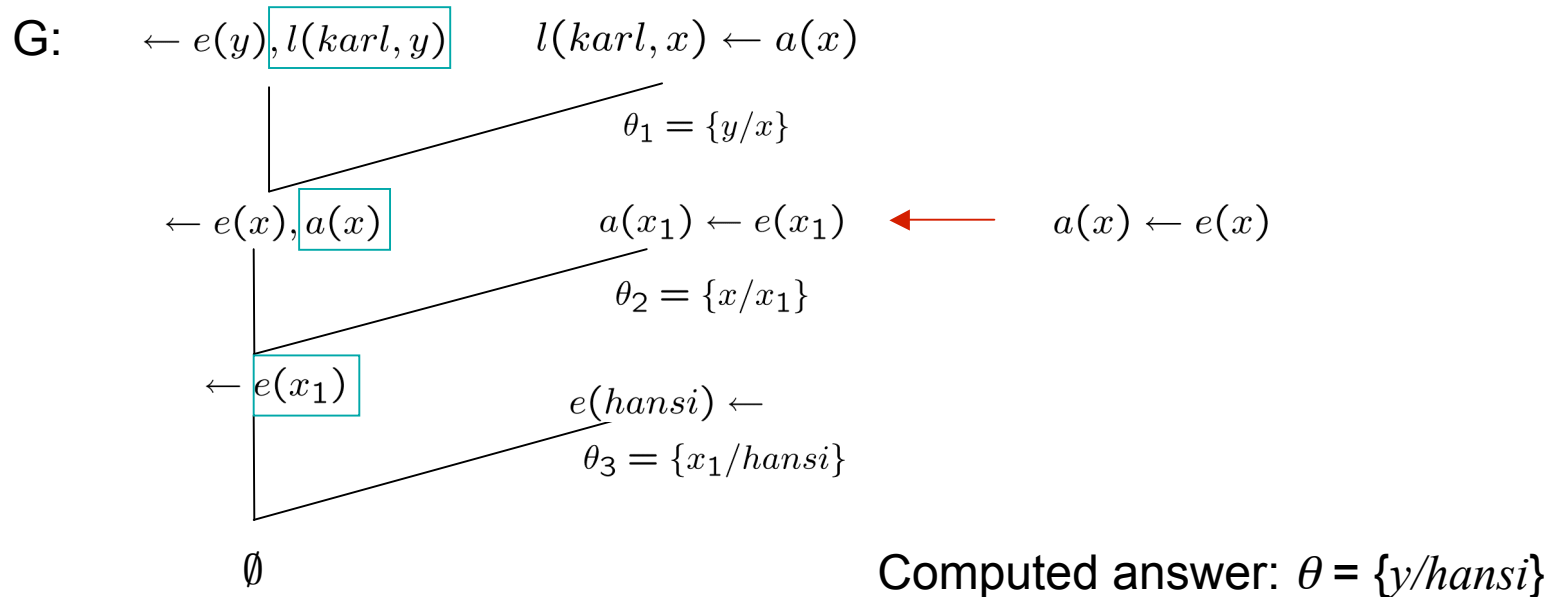 G: ← e(y), l(karl, y) l(karl, x) ← a(x)
θ₁ = {y/x}
← e(x), a(x) a(x₁) ← e(x₁) a(x) ← e(x)
θ₂ = {x/x₁}
← e(x₁)
e(hansi) ←
θ₃ = {x₁/hansi}
∅ Computed answer: θ = {y/hansi}